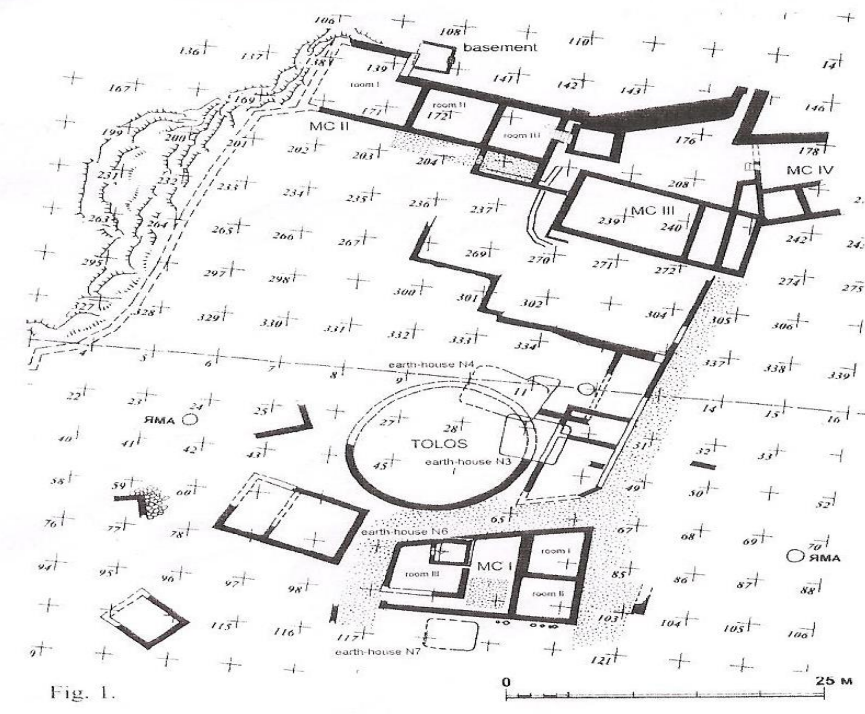 106 108 110
136 137 138 139 basement 141 142 143 14
167 169 room I 171 room II 172 room III 176 146
199 200 201 202 MC II 203 204 178
231 232 233 234 235 236 237 208 MC IV
263 264 265 266 267 269 239 MC III 240 242
295 297 298 270 271 272 274 275
300 301 302 304 305 306
327 328 329 330 331 332 333 334
4 5 6 7 8 earth-house N4 337 338 339
9 11
22 23 24 25 27 28 14 15 16
ЯМА
40 41 42 43 TOLOS 31 32 33
45 earth-house N3
58 59 60 49 50 52
65
76 77 78 earth-house N6 67 68 69 70
ЯМА
94 95 96 97 98 room III MC I room I 85 86 87 88
room II
115 116 117 103 104 105 106
earth-house N7 121
Fig. 1. 0 25 м